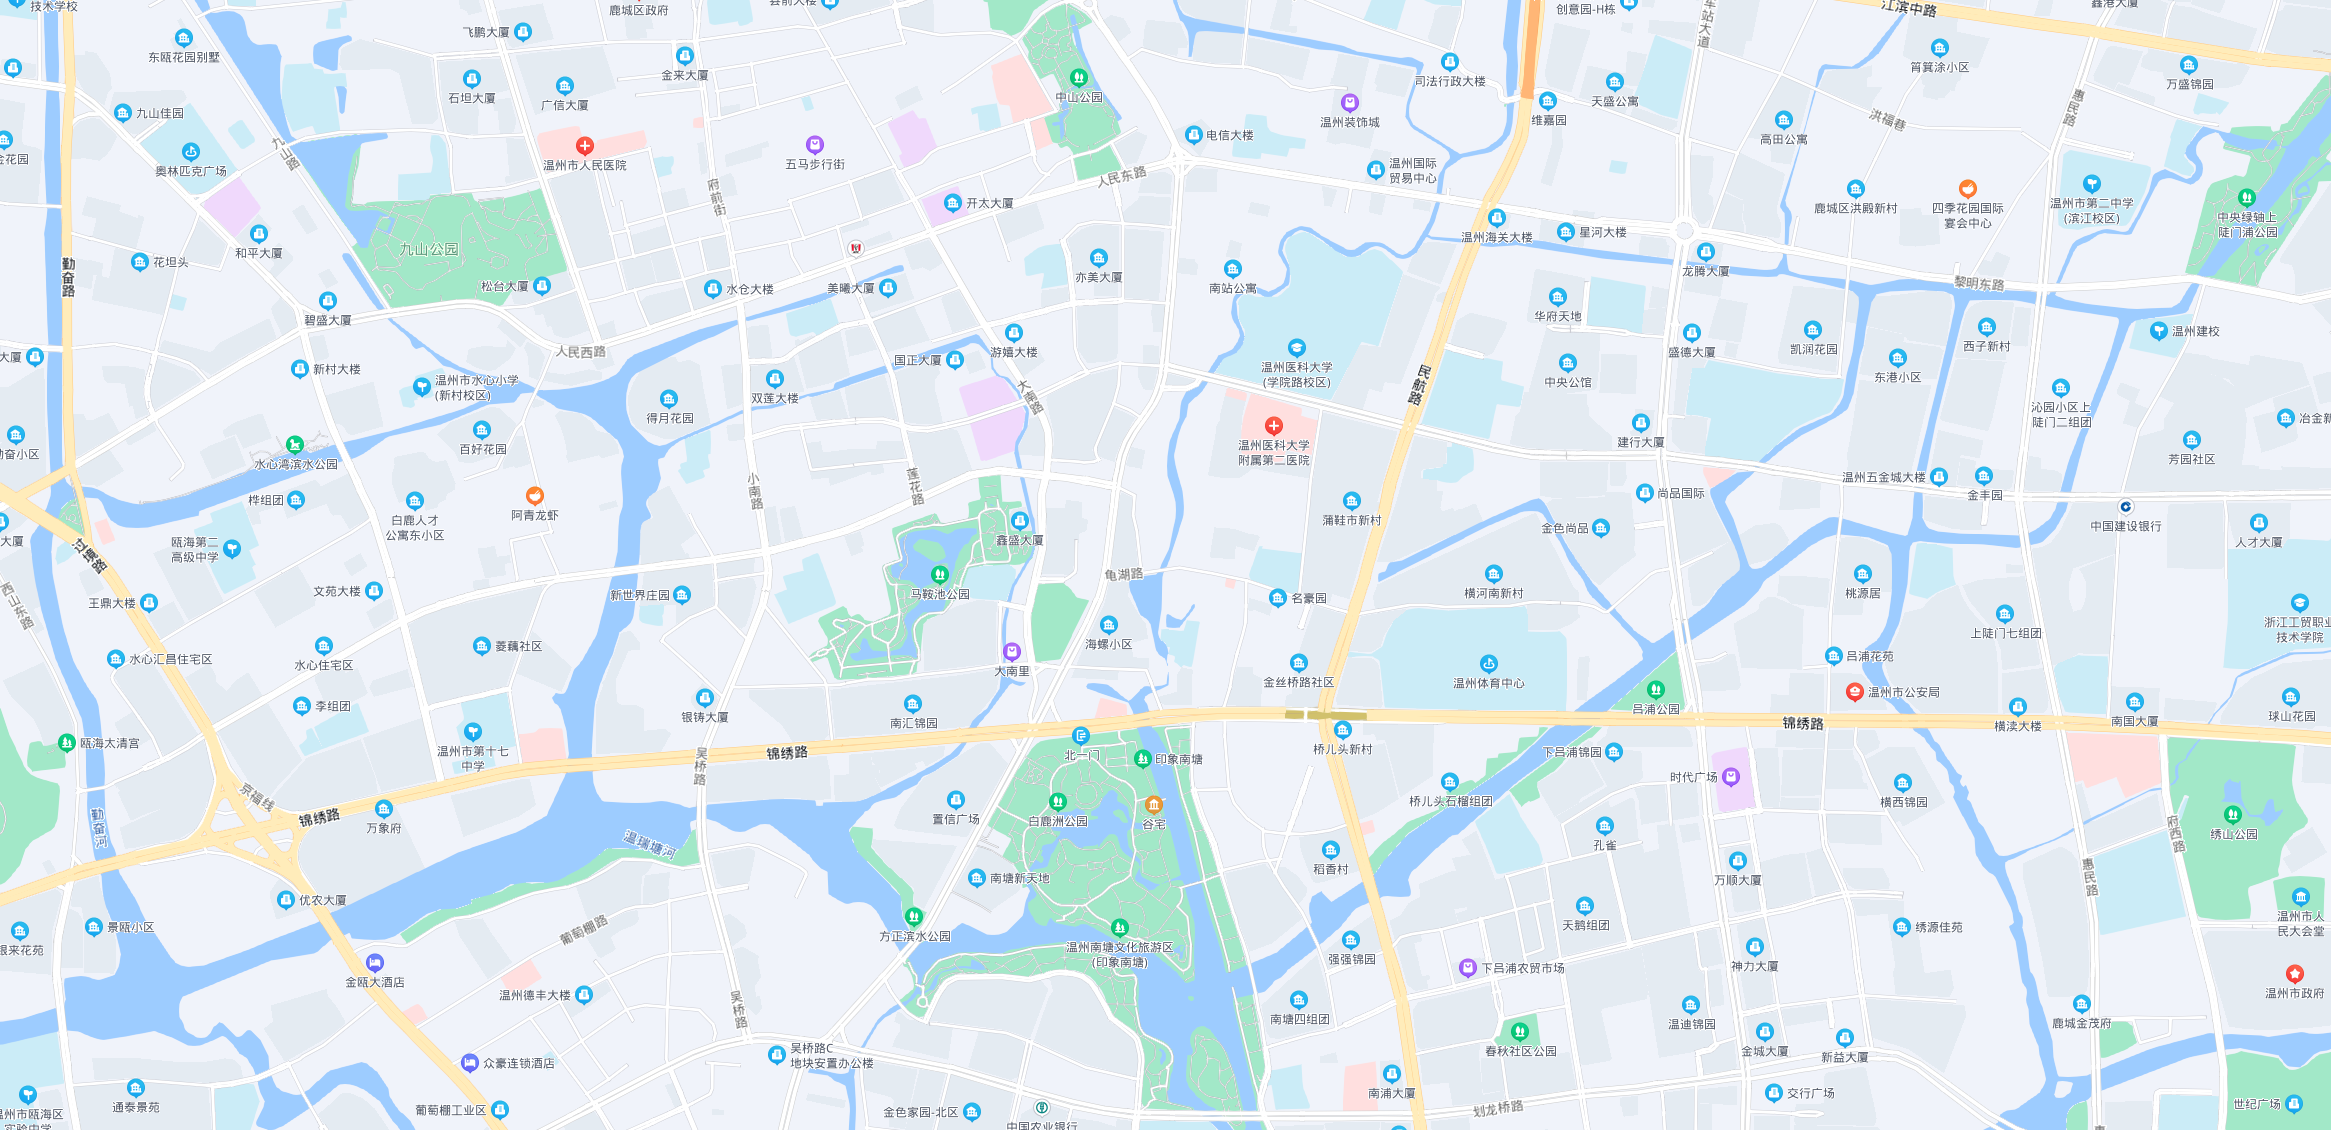 技术学校
鹿城区政府
县前大楼
创意园-H栋
车站大道
江滨中路
鑫港大厦
飞鹏大厦
东瓯花园别墅
金来大厦
司法行政大楼
筲箕涂小区
万盛锦园
石坦大厦
广信大厦
中山公园
温州装饰城
天盛公寓
维嘉园
惠民路
九山佳园
电信大楼
高田公寓
洪福巷
九山路
奥林匹克广场
温州市人民医院
五马步行街
人民东路
温州国际
贸易中心
府前街
开太大厦
鹿城区洪殿新村
四季花园国际
宴会中心
温州市第二中学
(滨江校区)
中央绿轴上
陡门浦公园
和平大厦
九山公园
温州海关大楼
星河大楼
花坦头
勤奋路
松台大厦
水仓大楼
美曦大厦
亦美大厦
南站公寓
龙腾大厦
黎明东路
碧盛大厦
华府天地
人民西路
国正大厦
游嬉大楼
盛德大厦
凯润花园
西子新村
温州建校
新村大楼
温州市水心小学
(新村校区)
双莲大楼
大南路
温州医科大学
(学院路校区)
民航路
中央公馆
东港小区
得月花园
沁园小区上
陡门二组团
水心湾滨水公园
百好花园
温州医科大学
附属第二医院
建行大厦
芳园社区
桦组团
小南路
莲花路
尚品国际
温州五金城大楼
金丰园
阿青龙虾
白鹿人才
公寓东小区
蒲鞋市新村
金色尚品
中国建设银行
人才大厦
瓯海第二
高级中学
鑫盛大厦
过境路
西山东路
龟湖路
马鞍池公园
横河南新村
桃源居
王鼎大楼
文苑大楼
新世界庄园
名豪园
上陡门七组团
浙江工贸职业
技术学院
水心汇昌住宅区
水心住宅区
菱藕社区
海螺小区
大南里
金丝桥路社区
温州体育中心
吕浦花苑
温州市公安局
李组团
银铸大厦
南汇锦园
吕浦公园
锦绣路
横渎大楼
南国大厦
球山花园
瓯海太清宫
温州市第十七
中学
吴桥路
锦绣路
北一门
印象南塘
桥儿头新村
下吕浦锦园
时代广场
京福线
锦绣路
万象府
勤奋河
温瑞塘河
置信广场
白鹿洲公园
谷宅
桥儿头石榴组团
孔雀
横西锦园
府西路
绣山公园
稻香村
万顺大厦
惠民路
南塘新天地
优农大厦
景瓯小区
葡萄棚路
方正滨水公园
温州南塘文化旅游区
(印象南塘)
天鹅组团
绣源佳苑
温州市人
民大会堂
强强锦园
神力大厦
下吕浦农贸市场
金瓯大酒店
温州德丰大楼
吴桥路
南塘四组团
温迪锦园
鹿城金茂府
温州市政府
吴桥路C
地块安置办公楼
春秋社区公园
金城大厦
新益大厦
众豪连锁酒店
通泰景苑
葡萄棚工业区
金色家园-北区
中国农业银行
南浦大厦
划龙桥路
交行广场
世纪广场